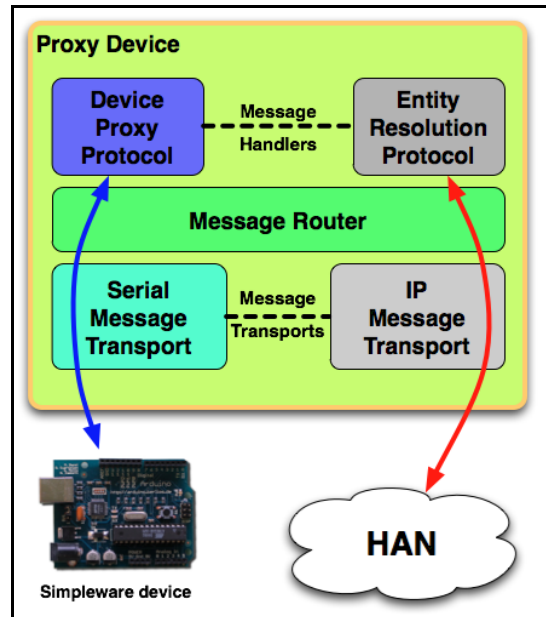 Proxy Device
Device
Proxy
Protocol
Message
Handlers
Entity
Resolution
Protocol
Message Router
Serial
Message
Transport
Message
Transports
IP
Message
Transport
Arduino
HAN
Simpleware device